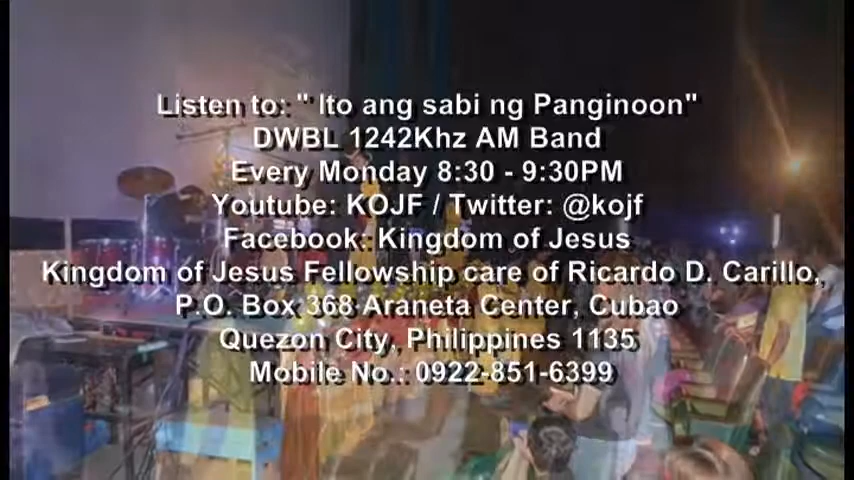 Listen to: " Ito ang sabi ng Panginoon"
DWBL 1242Khz AM Band
Every Monday 8:30 - 9:30PM
Youtube: KOJF / Twitter: @kojf
Facebook: Kingdom of Jesus
Kingdom of Jesus Fellowship care of Ricardo D. Carillo,
P.O. Box 368 Araneta Center, Cubao
Quezon City, Philippines 1135
Mobile No.: 0922-851-6399